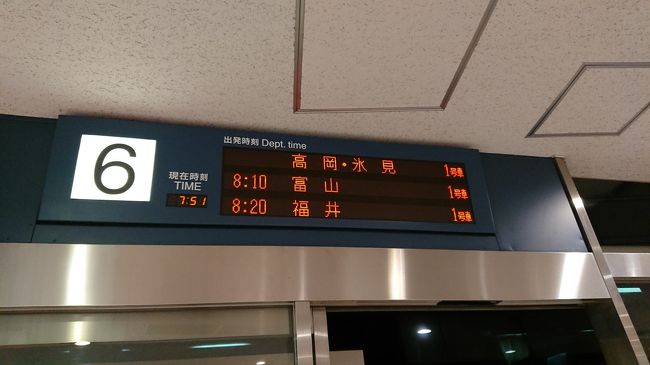 6
現在時刻
TIME
7:51
出発時刻 Dept. time
高岡・氷見 1号車
8:10 富山 1号車
8:20 福井 1号車